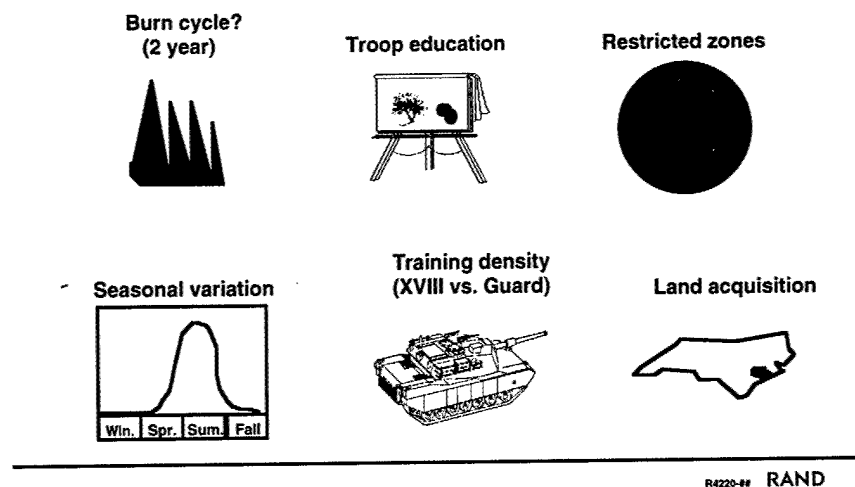 Burn cycle?
(2 year)
Troop education
Restricted zones
Seasonal variation
Training density
(XVIII vs. Guard)
Land acquisition
Win. Spr. Sum. Fall
R4220-## RAND